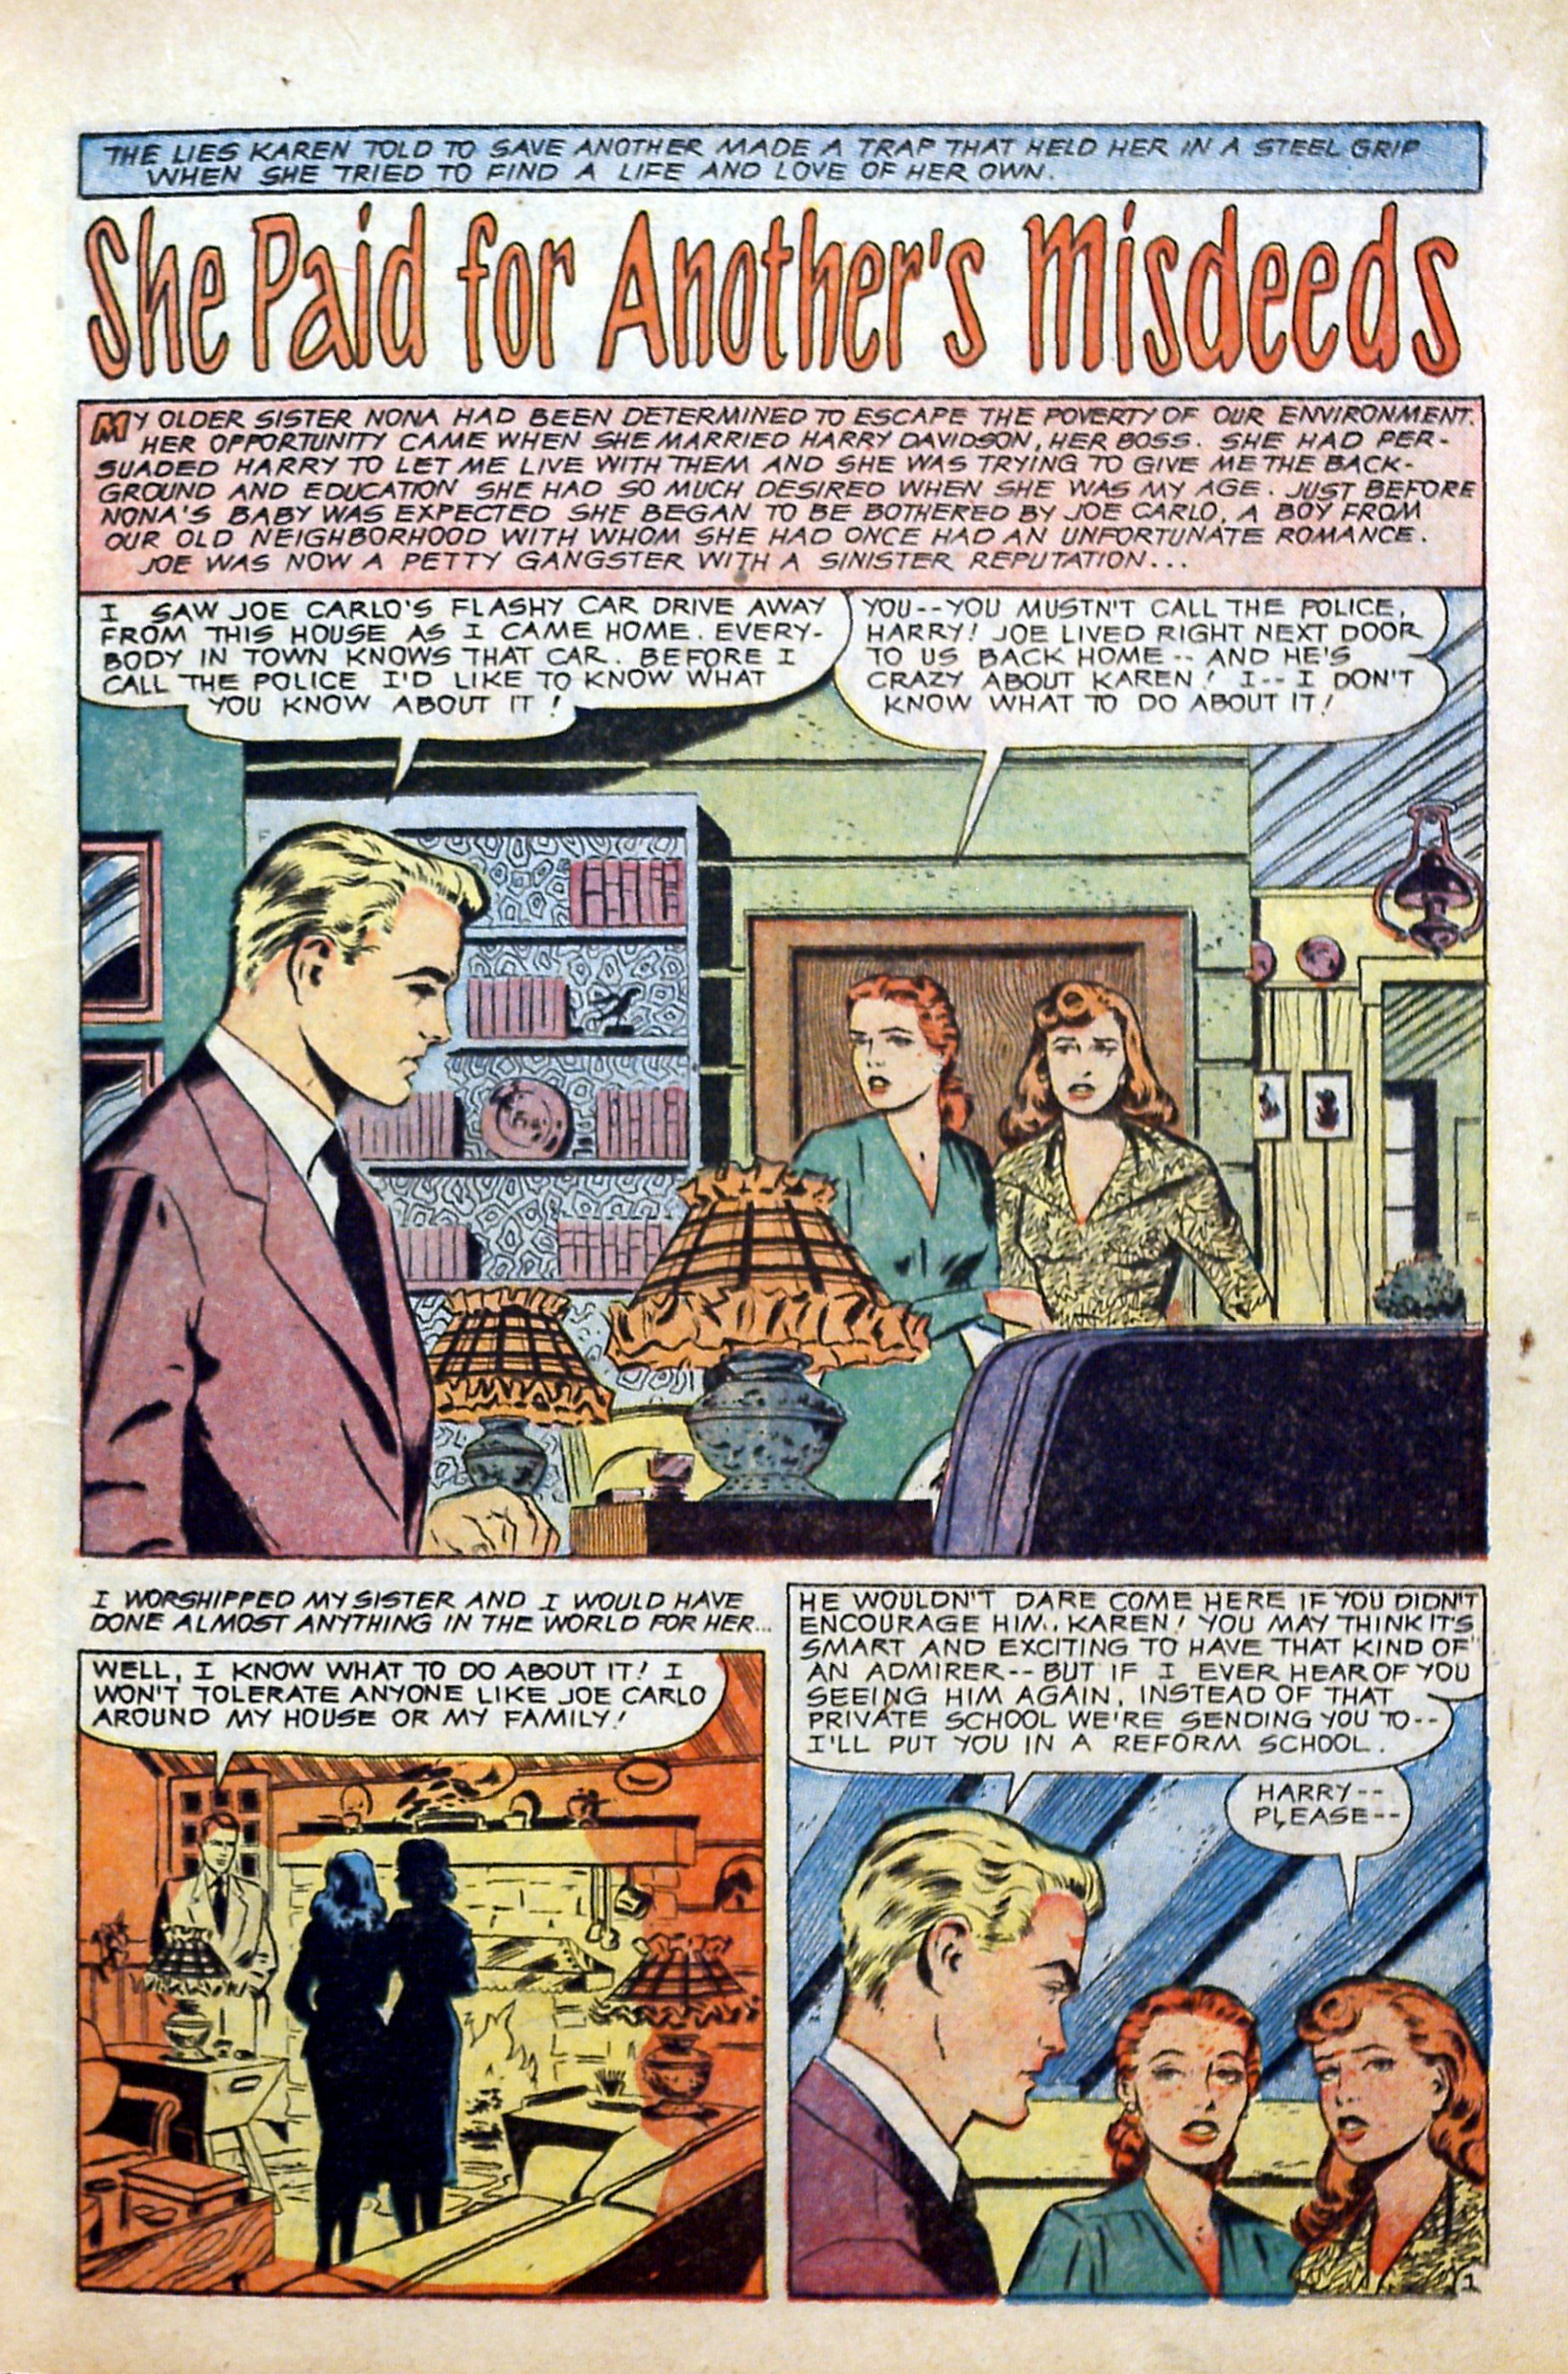 THE LIES KAREN TOLD TO SAVE ANOTHER MADE A TRAP THAT HELD HER IN A STEEL GRIP
WHEN SHE TRIED TO FIND A LIFE AND LOVE OF HER OWN.
She Paid for Another's Misdeeds
MY OLDER SISTER NONA HAD BEEN DETERMINED TO ESCAPE THE POVERTY OF OUR ENVIRONMENT.
HER OPPORTUNITY CAME WHEN SHE MARRIED HARRY DAVIDSON, HER BOSS. SHE HAD PER-
SUADED HARRY TO LET ME LIVE WITH THEM AND SHE WAS TRYING TO GIVE ME THE BACK-
GROUND AND EDUCATION SHE HAD SO MUCH DESIRED WHEN SHE WAS MY AGE. JUST BEFORE
NONA'S BABY WAS EXPECTED SHE BEGAN TO BE BOTHERED BY JOE CARLO, A BOY FROM
OUR OLD NEIGHBORHOOD WITH WHOM SHE HAD ONCE HAD AN UNFORTUNATE ROMANCE.
JOE WAS NOW A PETTY GANGSTER WITH A SINISTER REPUTATION...
I SAW JOE CARLO'S FLASHY CAR DRIVE AWAY
FROM THIS HOUSE AS I CAME HOME. EVERY-
BODY IN TOWN KNOWS THAT CAR. BEFORE I
CALL THE POLICE I'D LIKE TO KNOW WHAT
YOU KNOW ABOUT IT!
YOU--YOU MUSTN'T CALL THE POLICE,
HARRY! JOE LIVED RIGHT NEXT DOOR
TO US BACK HOME -- AND HE'S
CRAZY ABOUT KAREN! I-- I DON'T
KNOW WHAT TO DO ABOUT IT!
I WORSHIPPED MY SISTER AND I WOULD HAVE
DONE ALMOST ANYTHING IN THE WORLD FOR HER...
WELL, I KNOW WHAT TO DO ABOUT IT! I
WON'T TOLERATE ANYONE LIKE JOE CARLO
AROUND MY HOUSE OR MY FAMILY!
HE WOULDN'T DARE COME HERE IF YOU DIDN'T
ENCOURAGE HIM, KAREN! YOU MAY THINK IT'S
SMART AND EXCITING TO HAVE THAT KIND OF
AN ADMIRER-- BUT IF I EVER HEAR OF YOU
SEEING HIM AGAIN, INSTEAD OF THAT
PRIVATE SCHOOL WE'RE SENDING YOU TO--
I'LL PUT YOU IN A REFORM SCHOOL.
HARRY--
PLEASE--
1